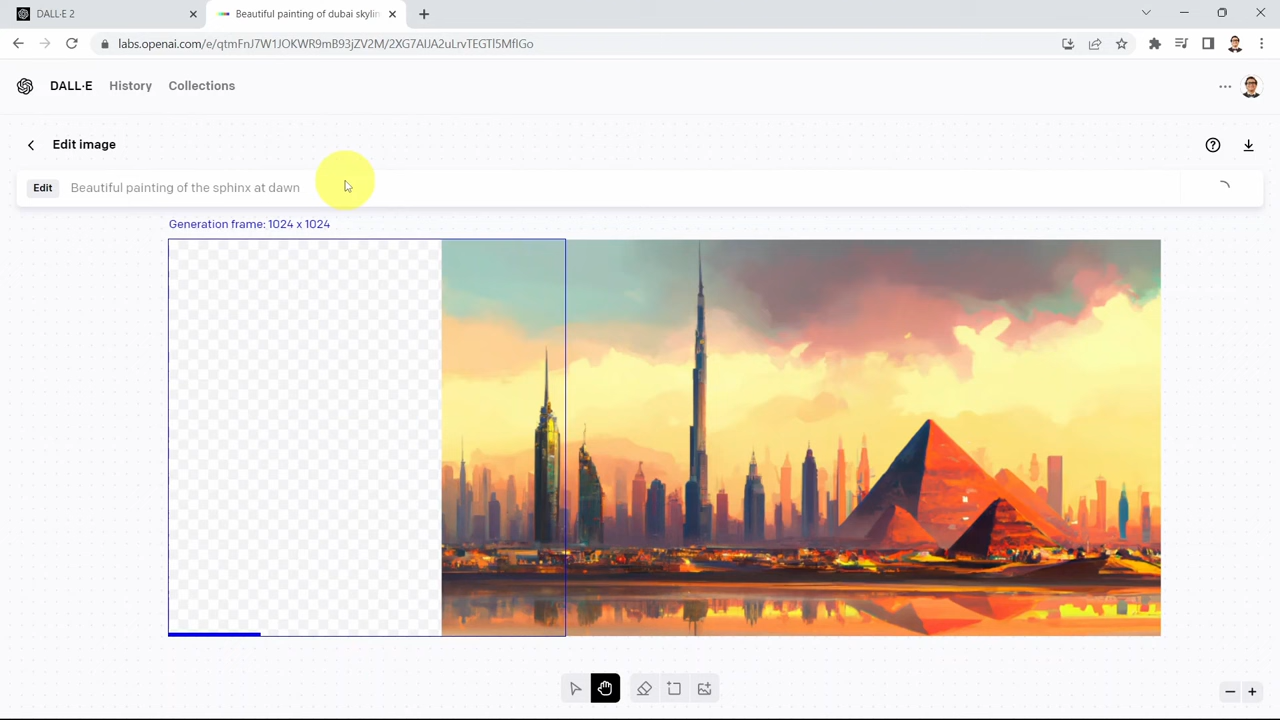 DALL·E 2
Beautiful painting of dubai skylin
labs.openai.com/e/qtmFnJ7W1JOKWR9mB93jZV2M/2XG7AIJA2uLrvTEGTl5MflGo
DALL·E History Collections
Edit image
Edit Beautiful painting of the sphinx at dawn
Generation frame: 1024 x 1024